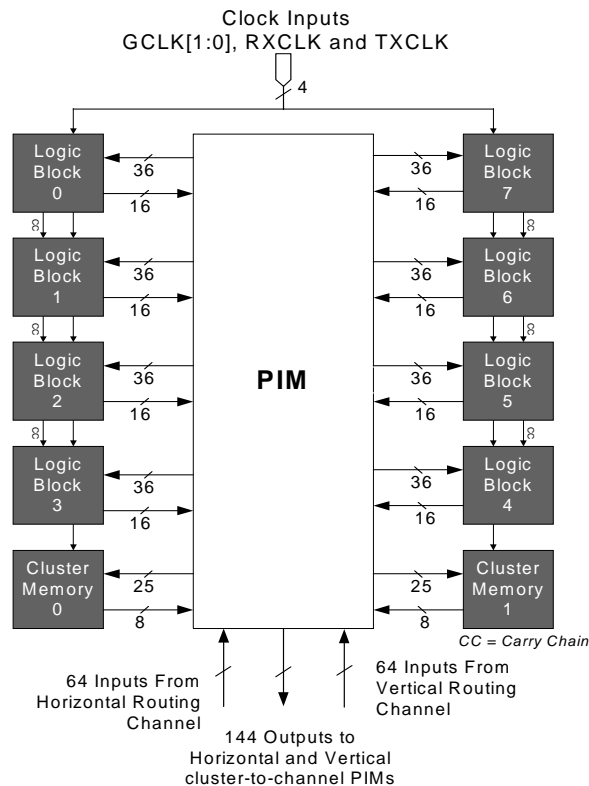 Clock Inputs
GCLK[1:0], RXCLK and TXCLK
4
Logic
Block
0
36
16
36
16
Logic
Block
7
CC
CC
Logic
Block
1
36
16
36
16
Logic
Block
6
CC
CC
Logic
Block
2
36
16
PIM
36
16
Logic
Block
5
CC
CC
Logic
Block
3
36
16
36
16
Logic
Block
4
Cluster
Memory
0
25
8
25
8
Cluster
Memory
1
CC = Carry Chain
64 Inputs From
Horizontal Routing
Channel
64 Inputs From
Vertical Routing
Channel
144 Outputs to
Horizontal and Vertical
cluster-to-channel PIMs